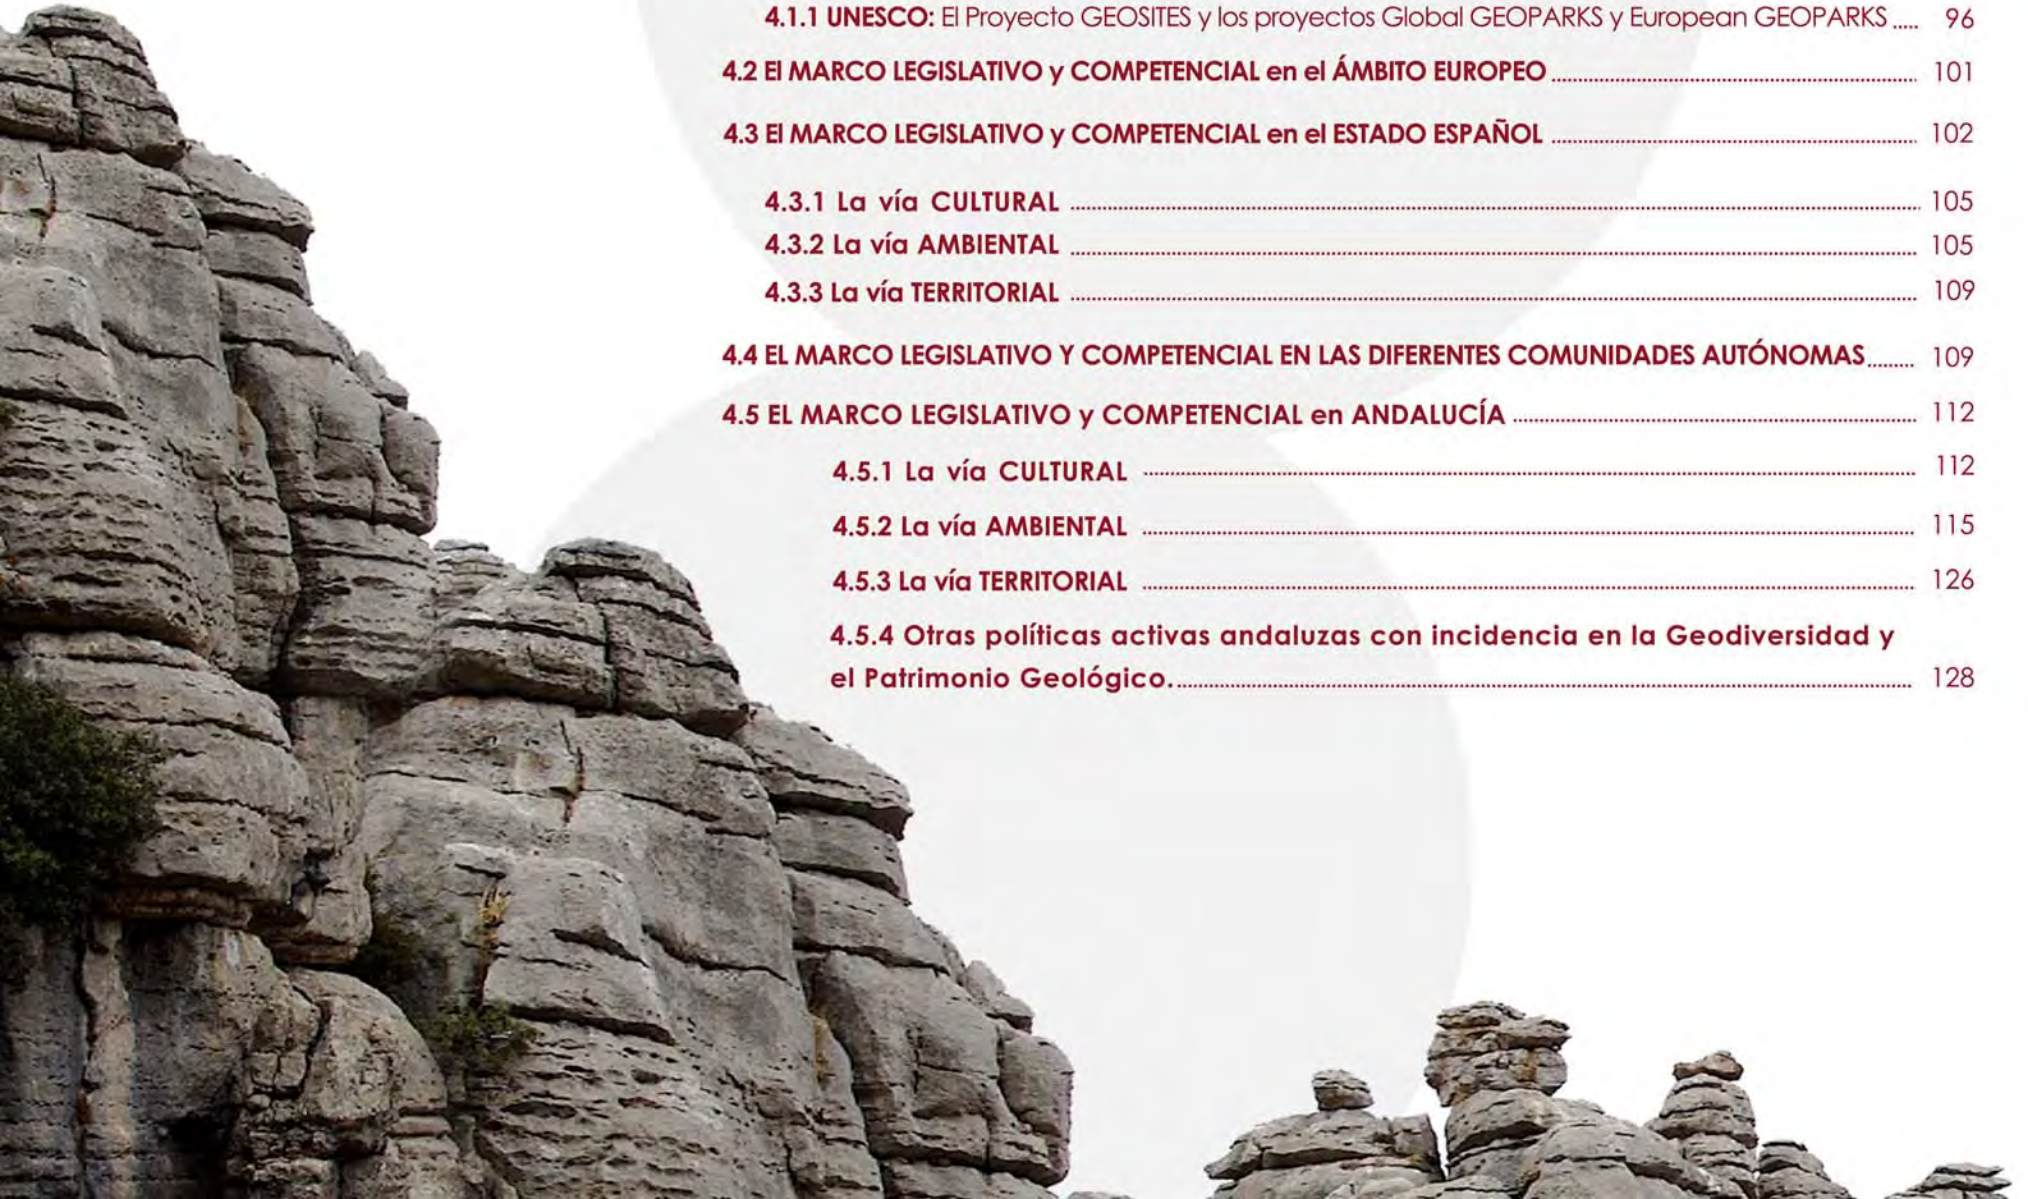 4.1.1 UNESCO: El Proyecto GEOSITES y los proyectos Global GEOPARKS y European GEOPARKS ..... 96
4.2 El MARCO LEGISLATIVO y COMPETENCIAL en el ÁMBITO EUROPEO ..... 101
4.3 El MARCO LEGISLATIVO y COMPETENCIAL en el ESTADO ESPAÑOL ..... 102
4.3.1 La vía CULTURAL ..... 105
4.3.2 La vía AMBIENTAL ..... 105
4.3.3 La vía TERRITORIAL ..... 109
4.4 EL MARCO LEGISLATIVO Y COMPETENCIAL EN LAS DIFERENTES COMUNIDADES AUTÓNOMAS ..... 109
4.5 EL MARCO LEGISLATIVO y COMPETENCIAL en ANDALUCÍA ..... 112
4.5.1 La vía CULTURAL ..... 112
4.5.2 La vía AMBIENTAL ..... 115
4.5.3 La vía TERRITORIAL ..... 126
4.5.4 Otras políticas activas andaluzas con incidencia en la Geodiversidad y
el Patrimonio Geológico. ..... 128